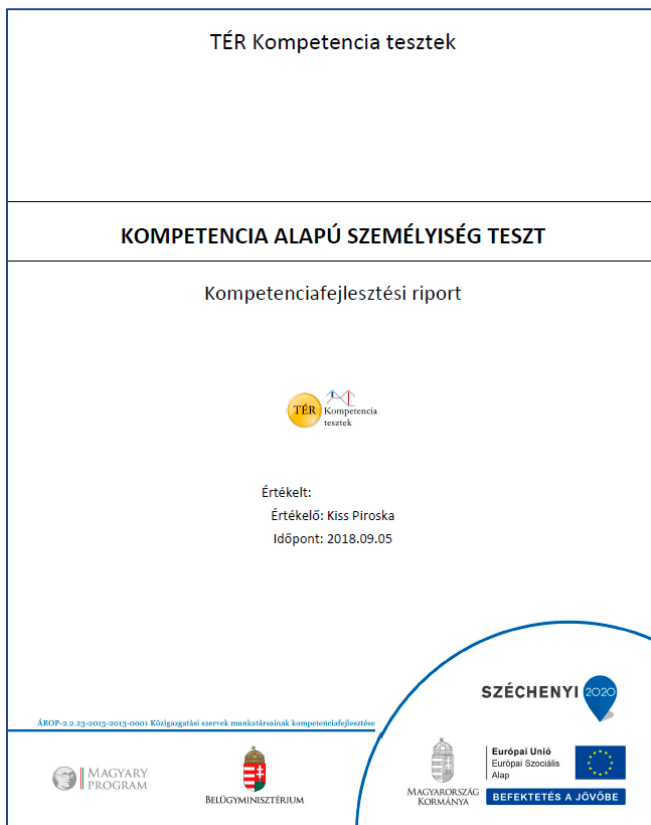 TÉR Kompetencia tesztek
KOMPETENCIA ALAPÚ SZEMÉLYISÉG TESZT
Kompetenciafejlesztési riport
TÉR Kompetencia
tesztek
Értékelt:
Értékelő: Kiss Piroska
Időpont: 2018.09.05
SZÉCHENYI 2020
ÁROP-2.2.23-2013-2013-0001 Közigazgatási szervek munkatársainak kompetenciafejlesztése
MAGYARY
PROGRAM
BELÜGYMINISZTÉRIUM
MAGYARORSZÁG
KORMÁNYA
Európai Unió
Európai Szociális
Alap
BEFEKTETÉS A JÖVŐBE